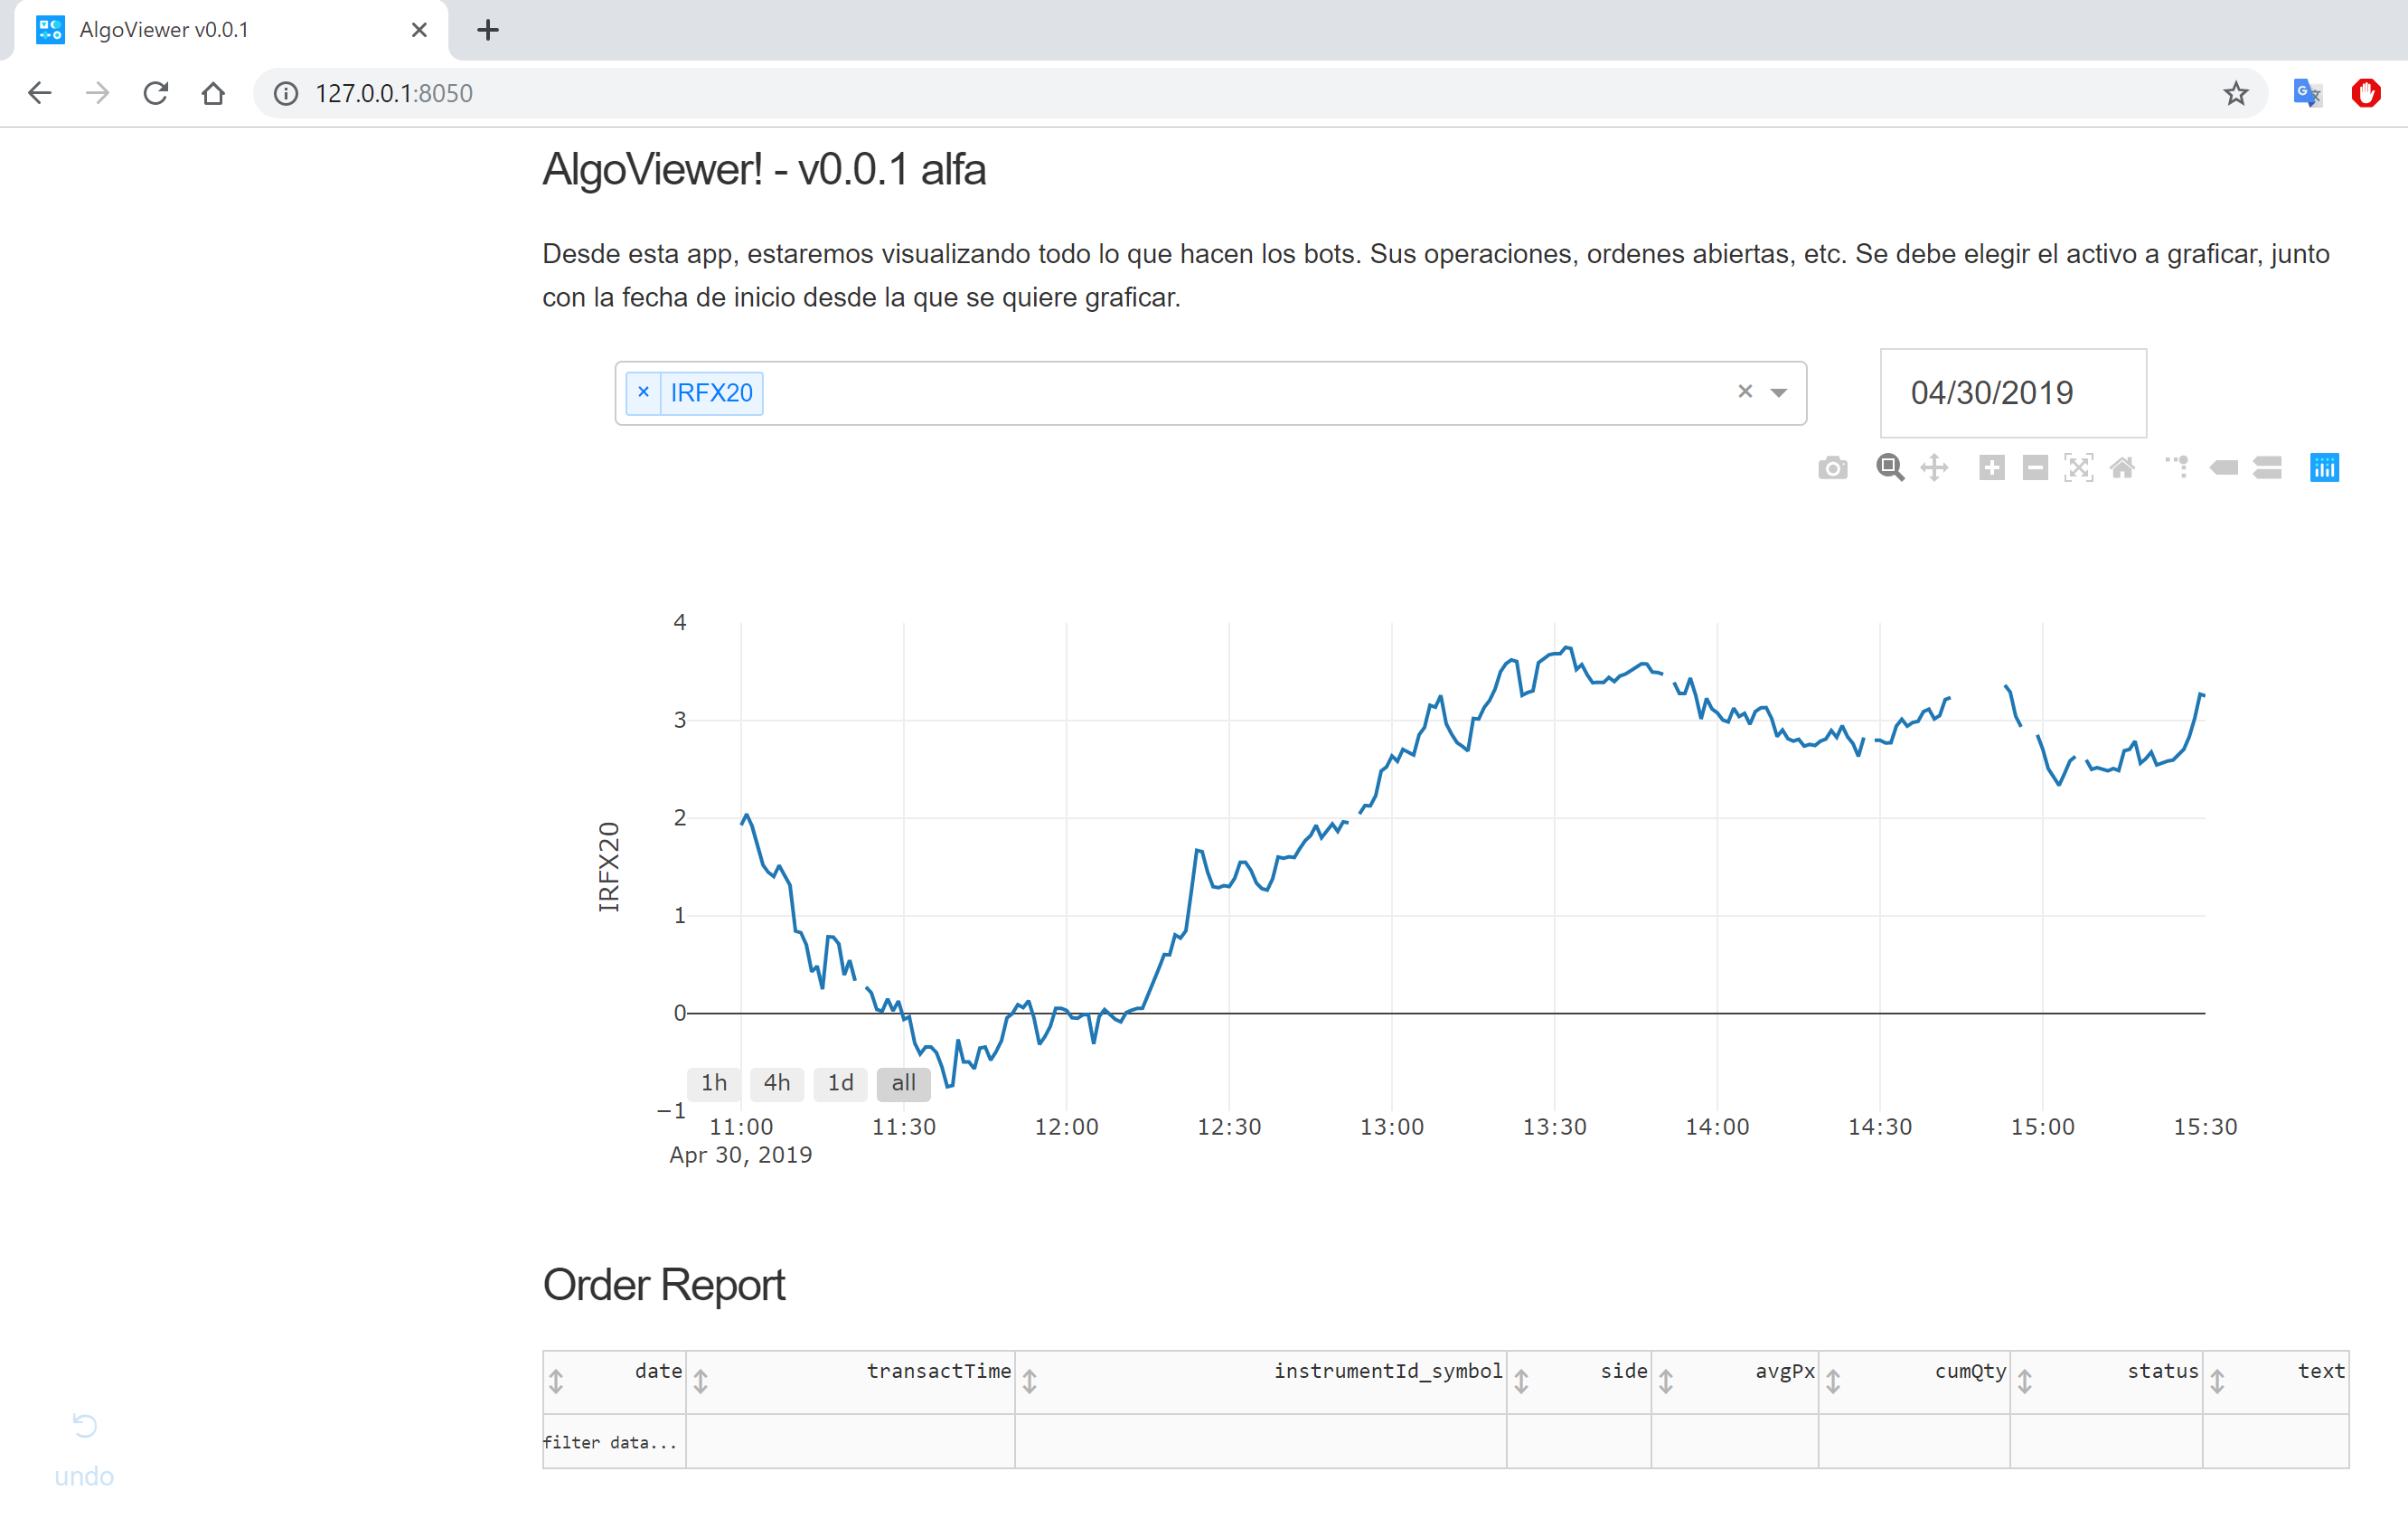 AlgoViewer v0.0.1
127.0.0.1:8050
AlgoViewer! - v0.0.1 alfa
Desde esta app, estaremos visualizando todo lo que hacen los bots. Sus operaciones, ordenes abiertas, etc. Se debe elegir el activo a graficar, junto
con la fecha de inicio desde la que se quiere graficar.
× IRFX20 ×
04/30/2019
4
3
2
1
0
−1
IRFX20
1h 4h 1d all
11:00 11:30 12:00 12:30 13:00 13:30 14:00 14:30 15:00 15:30
Apr 30, 2019
Order Report
date transactTime instrumentId_symbol side avgPx cumQty status text
filter data...
undo